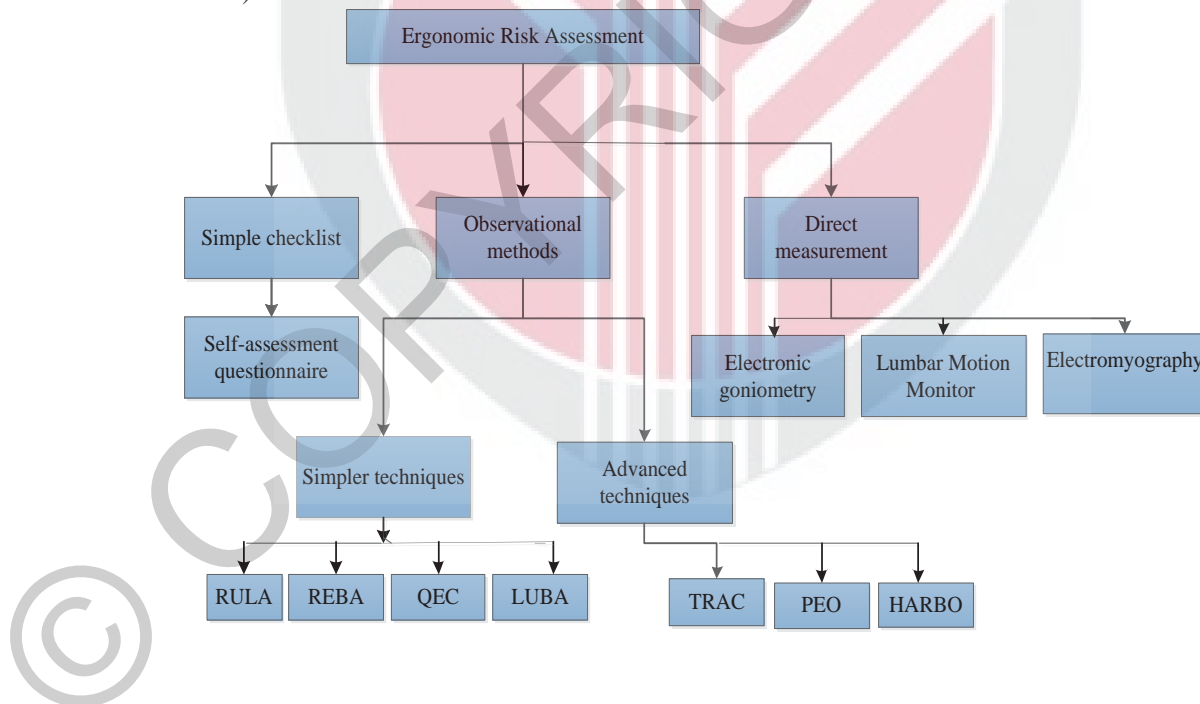 )
Ergonomic Risk Assessment
Simple checklist
Observational
methods
Direct
measurement
Self-assessment
questionnaire
Electronic
goniometry
Lumbar Motion
Monitor
Electromyography
Simpler techniques
Advanced
techniques
RULA
REBA
QEC
LUBA
TRAC
PEO
HARBO
© COPYRIG